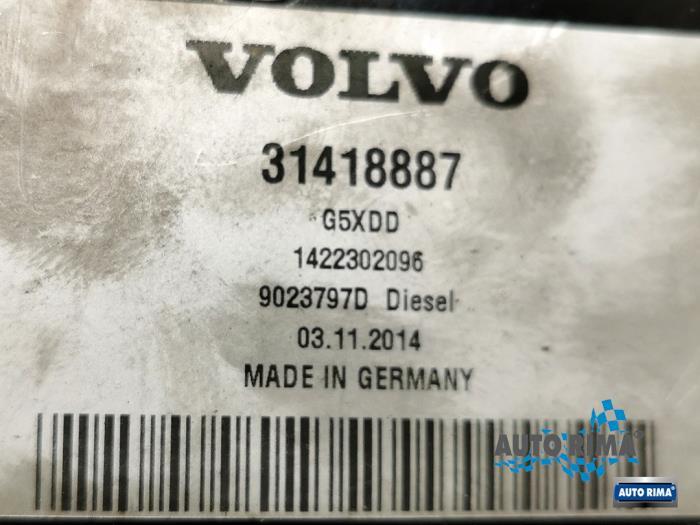 VOLVO
31418887
G5XDD
1422302096
9023797D Diesel
03.11.2014
MADE IN GERMANY
AUTO RIMA®
AUTO RIMA®